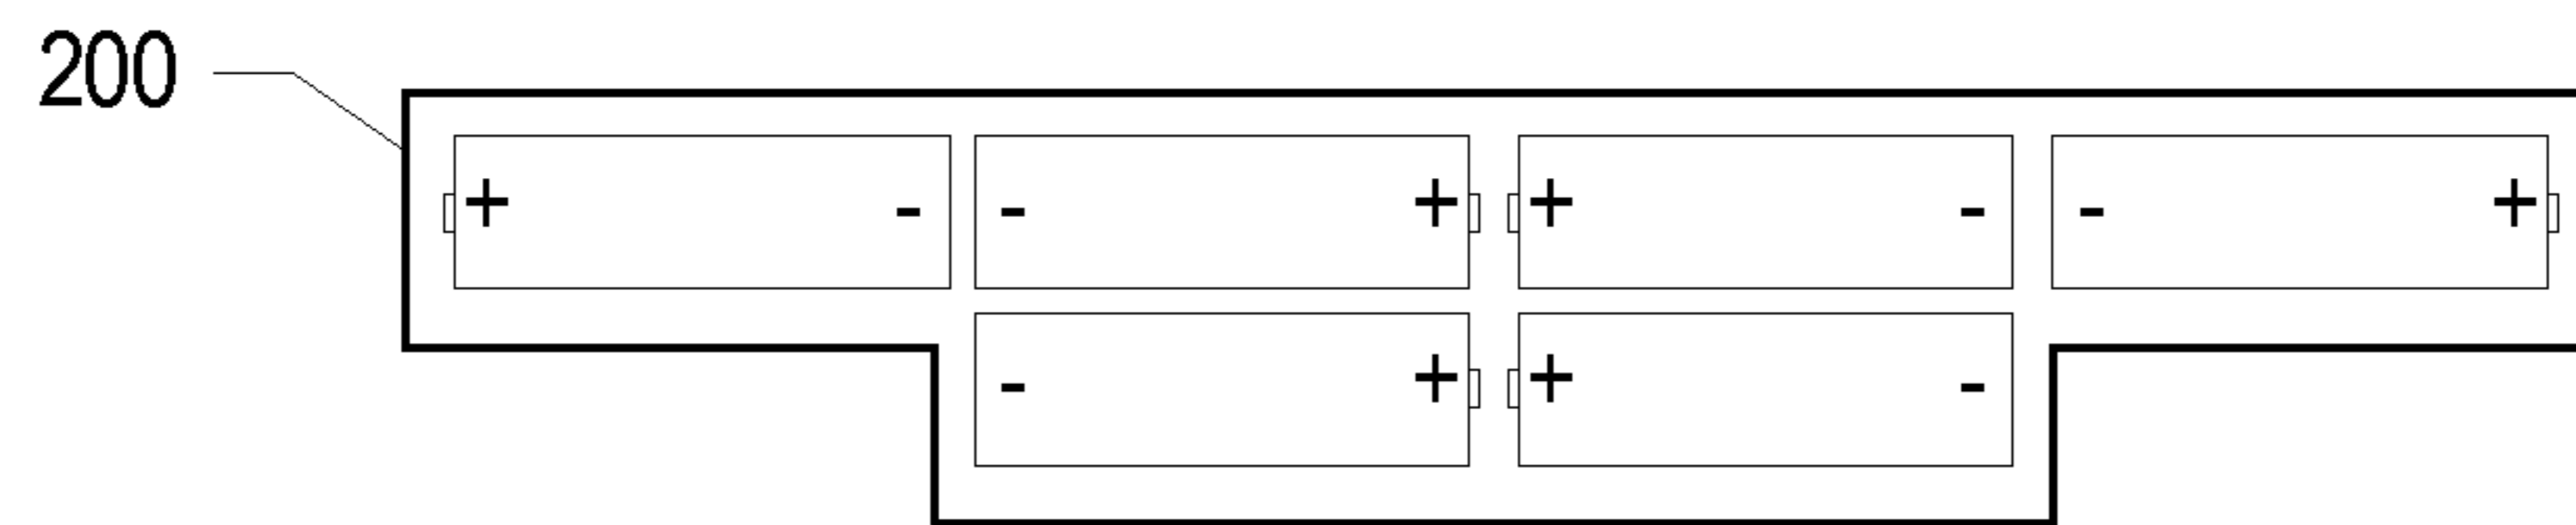 200
+ - - + + - - +
- + + -